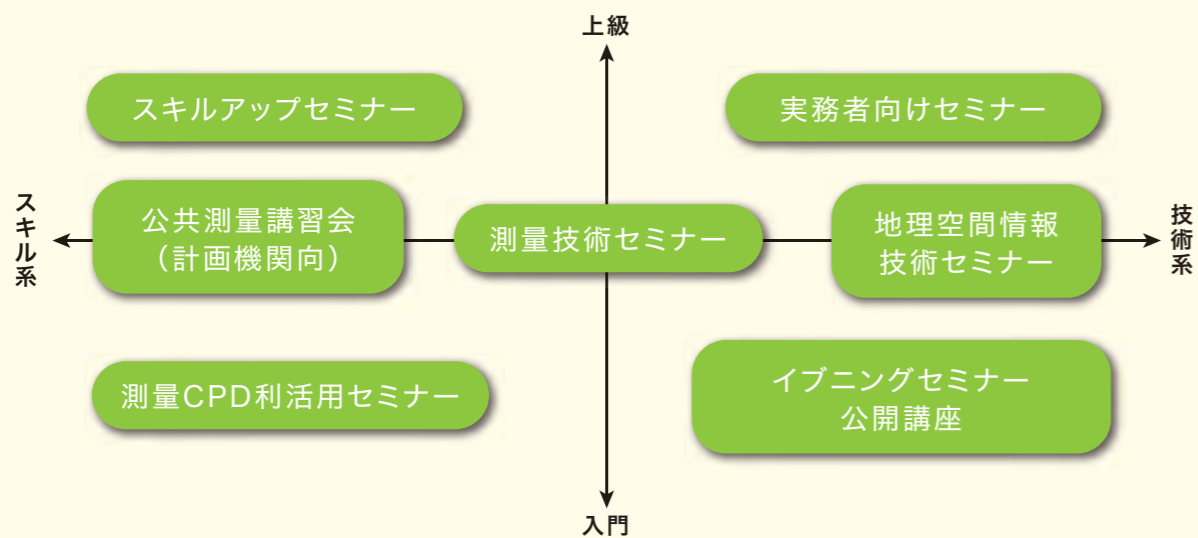 上級
スキルアップセミナー
実務者向けセミナー
スキル系
公共測量講習会
（計画機関向）
測量技術セミナー
地理空間情報
技術セミナー
技術系
測量CPD利活用セミナー
イブニングセミナー
公開講座
入門